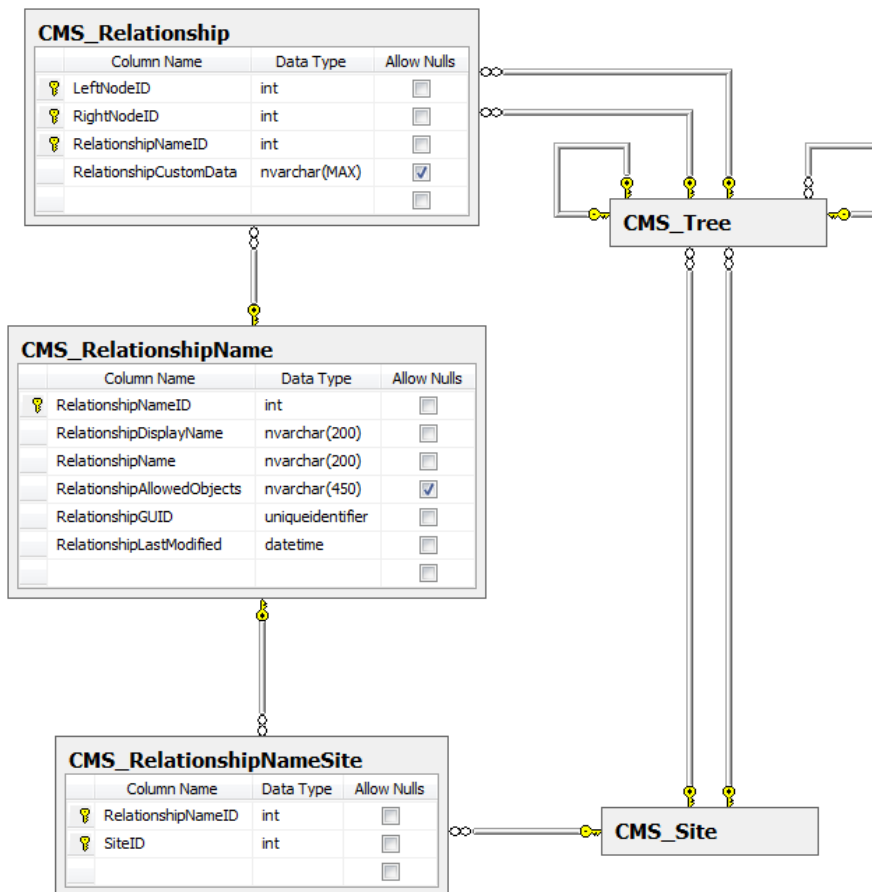 CMS_Relationship
Column Name Data Type Allow Nulls
LeftNodeID int
RightNodeID int
RelationshipNameID int
RelationshipCustomData nvarchar(MAX)
CMS_Tree
CMS_RelationshipName
Column Name Data Type Allow Nulls
RelationshipNameID int
RelationshipDisplayName nvarchar(200)
RelationshipName nvarchar(200)
RelationshipAllowedObjects nvarchar(450)
RelationshipGUID uniqueidentifier
RelationshipLastModified datetime
CMS_RelationshipNameSite
Column Name Data Type Allow Nulls
RelationshipNameID int
SiteID int
CMS_Site